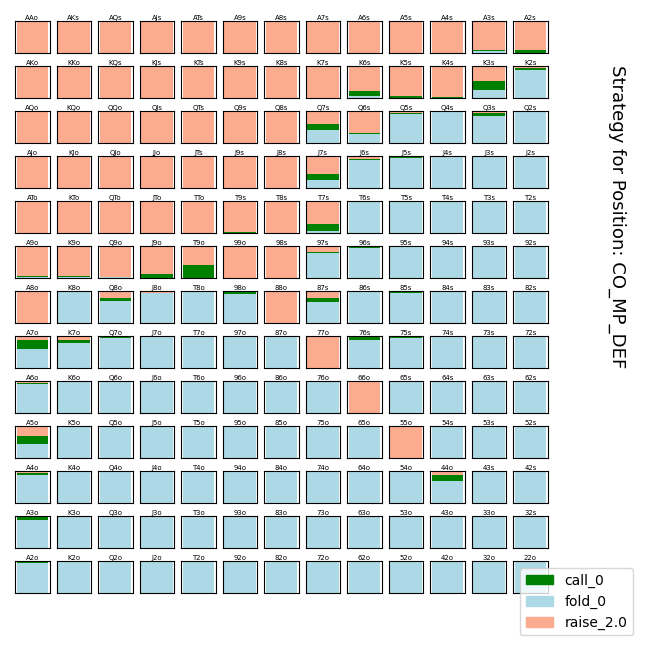 AAo AKs AQs AJs ATs A9s A8s A7s A6s A5s A4s A3s A2s
AKo KKo KQs KJs KTs K9s K8s K7s K6s K5s K4s K3s K2s
AQo KQo QQo QJs QTs Q9s Q8s Q7s Q6s Q5s Q4s Q3s Q2s
AJo KJo QJo JJo JTs J9s J8s J7s J6s J5s J4s J3s J2s
ATo KTo QTo JTo TTo T9s T8s T7s T6s T5s T4s T3s T2s
A9o K9o Q9o J9o T9o 99o 98s 97s 96s 95s 94s 93s 92s
A8o K8o Q8o J8o T8o 98o 88o 87s 86s 85s 84s 83s 82s
A7o K7o Q7o J7o T7o 97o 87o 77o 76s 75s 74s 73s 72s
A6o K6o Q6o J6o T6o 96o 86o 76o 66o 65s 64s 63s 62s
A5o K5o Q5o J5o T5o 95o 85o 75o 65o 55o 54s 53s 52s
A4o K4o Q4o J4o T4o 94o 84o 74o 64o 54o 44o 43s 42s
A3o K3o Q3o J3o T3o 93o 83o 73o 63o 53o 43o 33o 32s
A2o K2o Q2o J2o T2o 92o 82o 72o 62o 52o 42o 32o 22o
Strategy for Position: CO_MP_DEF
call_0
fold_0
raise_2.0